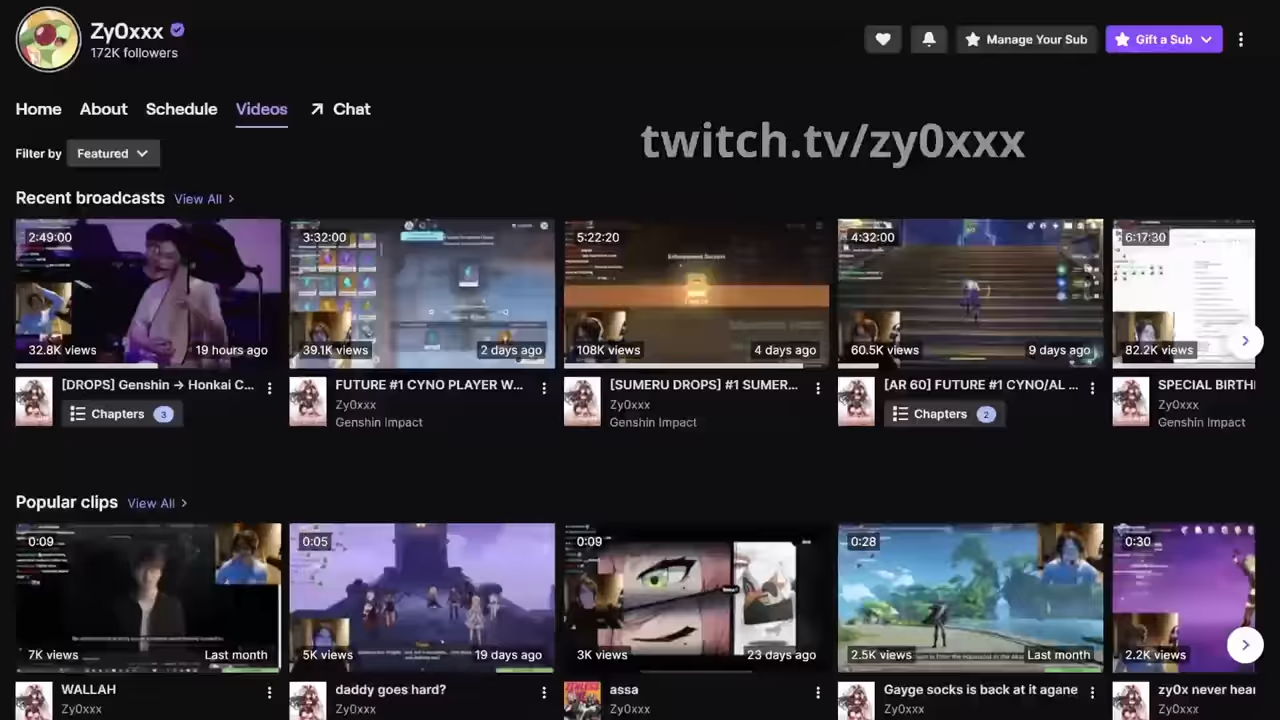 Zy0xxx
172K followers
Manage Your Sub
Gift a Sub
Home About Schedule Videos Chat
twitch.tv/zy0xxx
Filter by Featured
Recent broadcasts View All
2:49:00
32.8K views
19 hours ago
3:32:00
39.1K views
2 days ago
5:22:20
108K views
4 days ago
4:32:00
60.5K views
9 days ago
6:17:30
82.2K views
[DROPS] Genshin → Honkai C...
Chapters 3
FUTURE #1 CYNO PLAYER W...
Zy0xxx
Genshin Impact
[SUMERU DROPS] #1 SUMER...
Zy0xxx
Genshin Impact
[AR 60] FUTURE #1 CYNO/AL ...
Chapters 2
SPECIAL BIRTH
Zy0xxx
Genshin Impact
Popular clips View All
0:09
7K views
Last month
0:05
5K views
19 days ago
0:09
3K views
23 days ago
0:28
2.5K views
Last month
0:30
2.2K views
WALLAH
Zy0xxx
daddy goes hard?
Zy0xxx
assa
Zy0xxx
Gayge socks is back at it agane
Zy0xxx
zy0x never hea
Zy0xxx